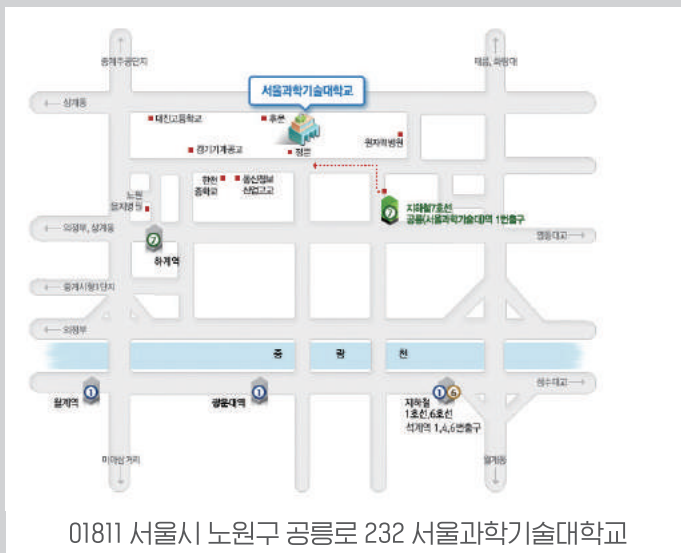 중계주공단지
태릉, 화랑대
서울과학기술대학교
상계동
대진고등학교
후문
원자력병원
경기기계공고
정문
한천
중학교
동신정보
산업고교
노원
을지병원
7
지하철7호선
공릉(서울과학기술대)역 1번출구
의정부, 상계동
7
하계역
영동대교
중계시영1단지
의정부
중 랑 천
성수대교
1
월계역
1
광운대역
1 6
지하철
1호선,6호선
석계역 1,4,6번출구
미아삼거리
월계동
01811 서울시 노원구 공릉로 232 서울과학기술대학교